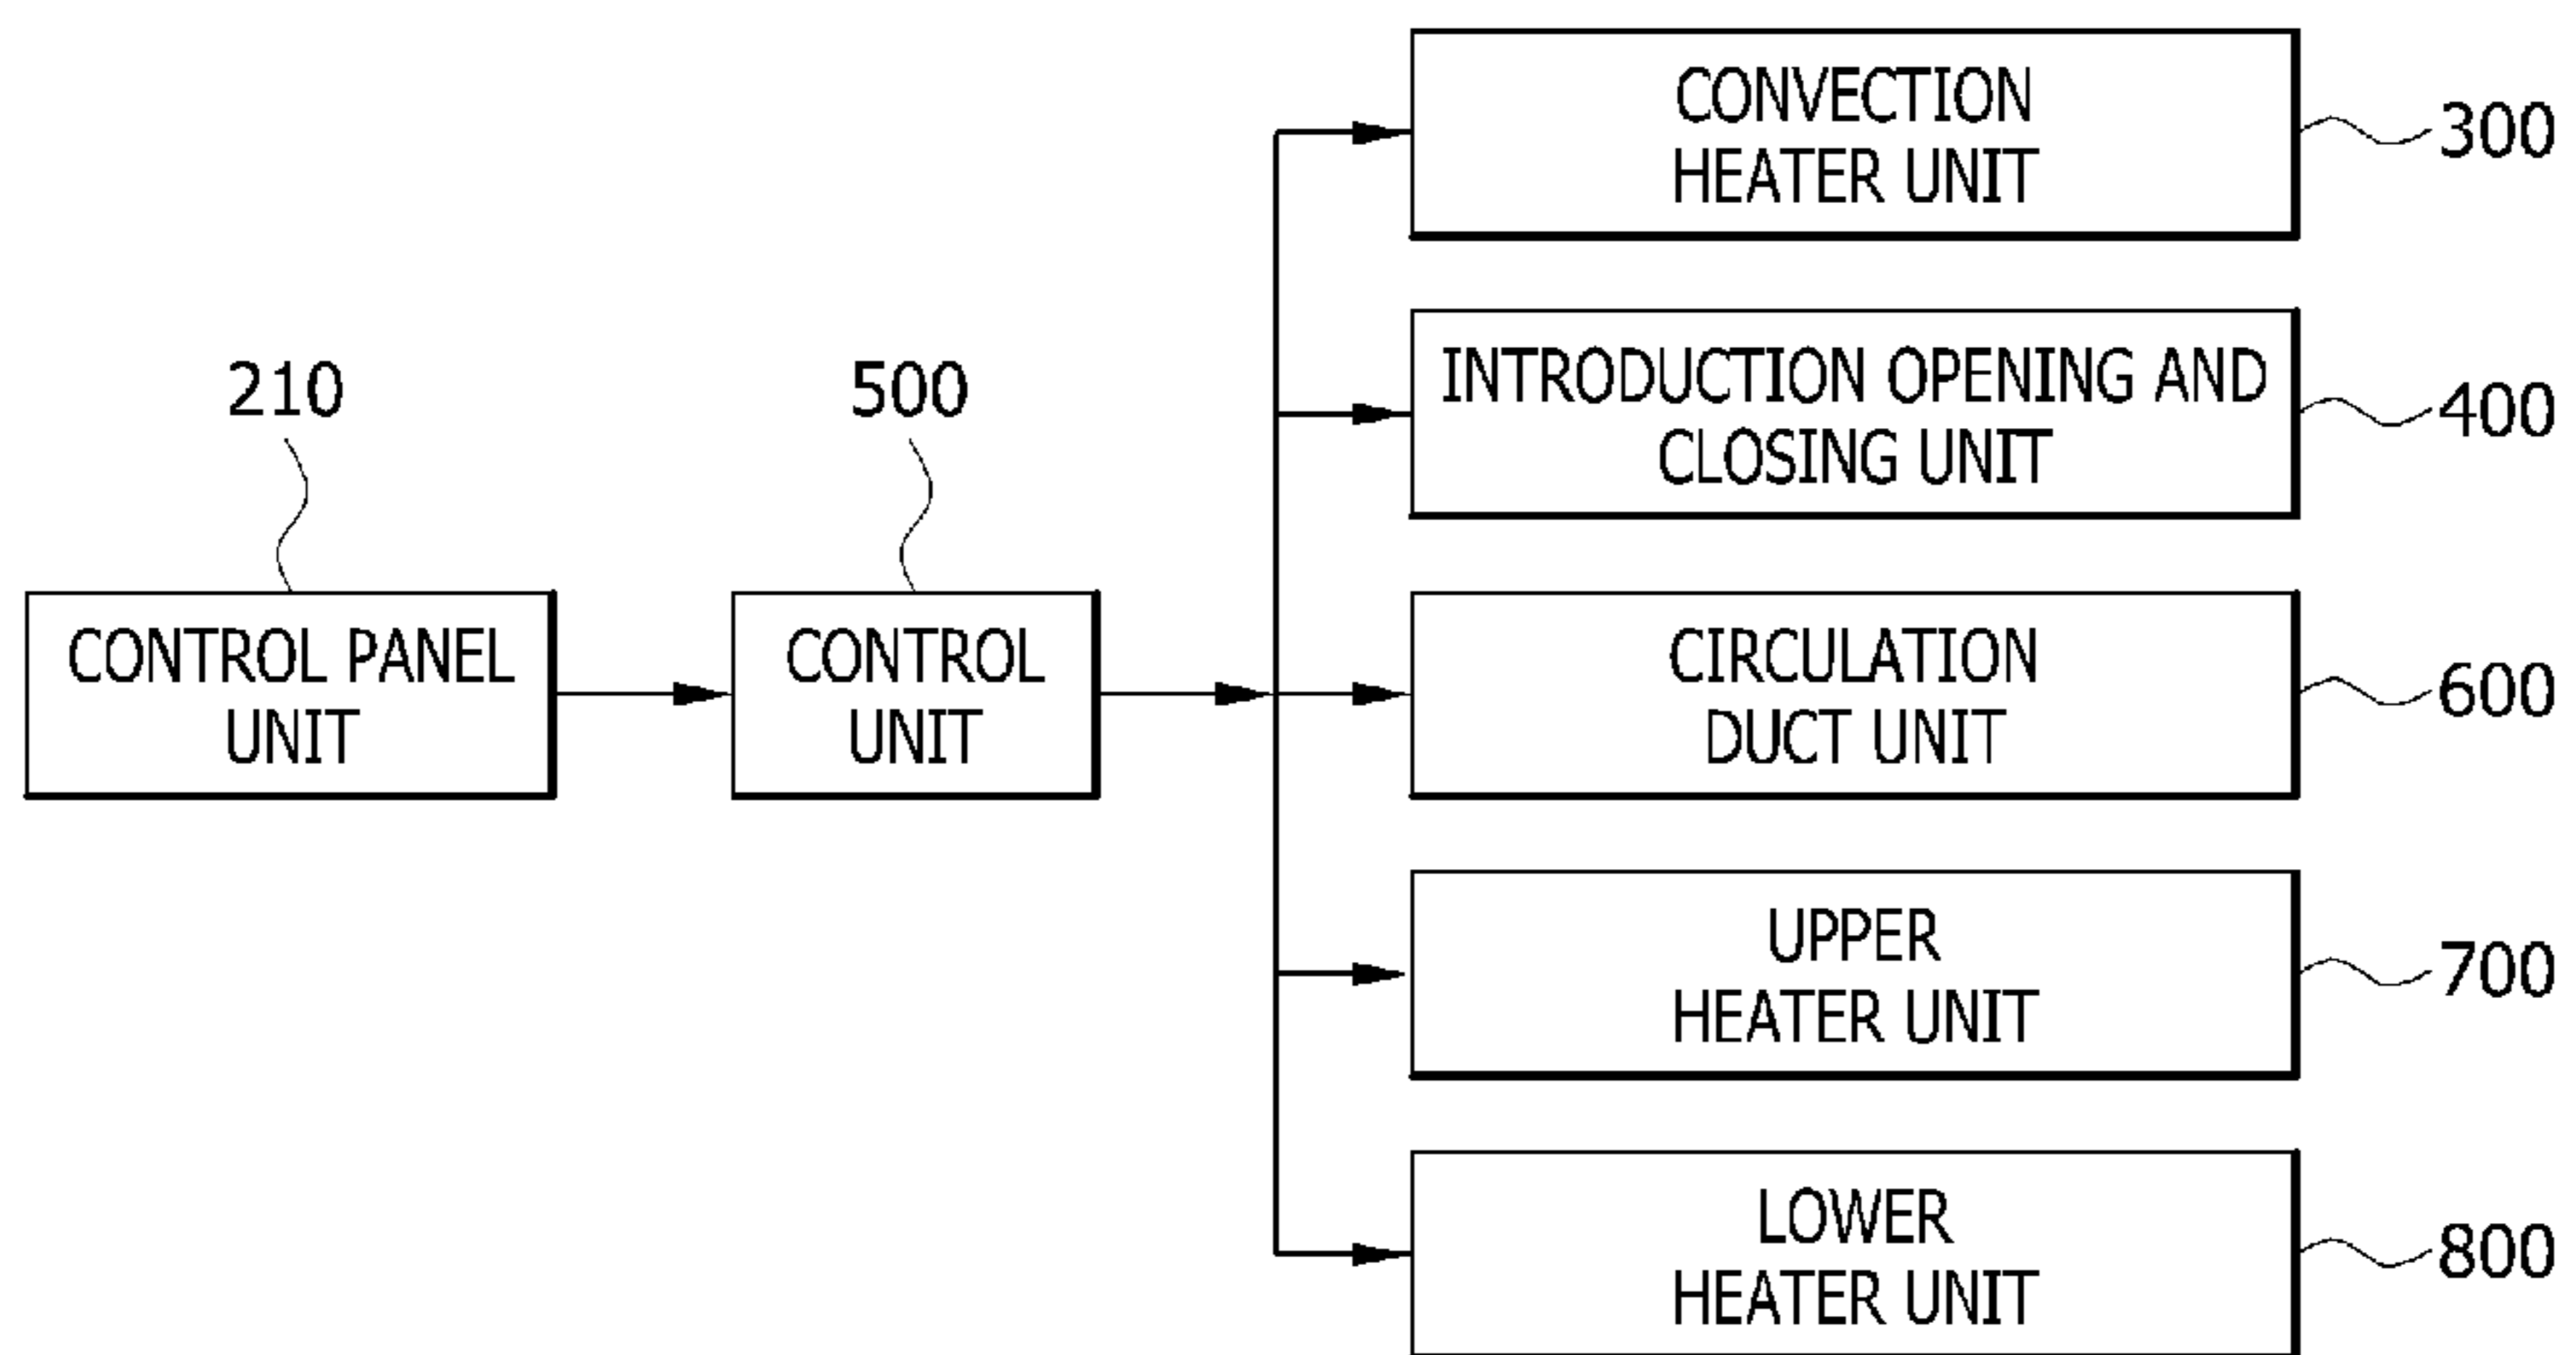 CONVECTION
HEATER UNIT
300
INTRODUCTION OPENING AND
CLOSING UNIT
400
210
500
CONTROL PANEL
UNIT
CONTROL
UNIT
CIRCULATION
DUCT UNIT
600
UPPER
HEATER UNIT
700
LOWER
HEATER UNIT
800